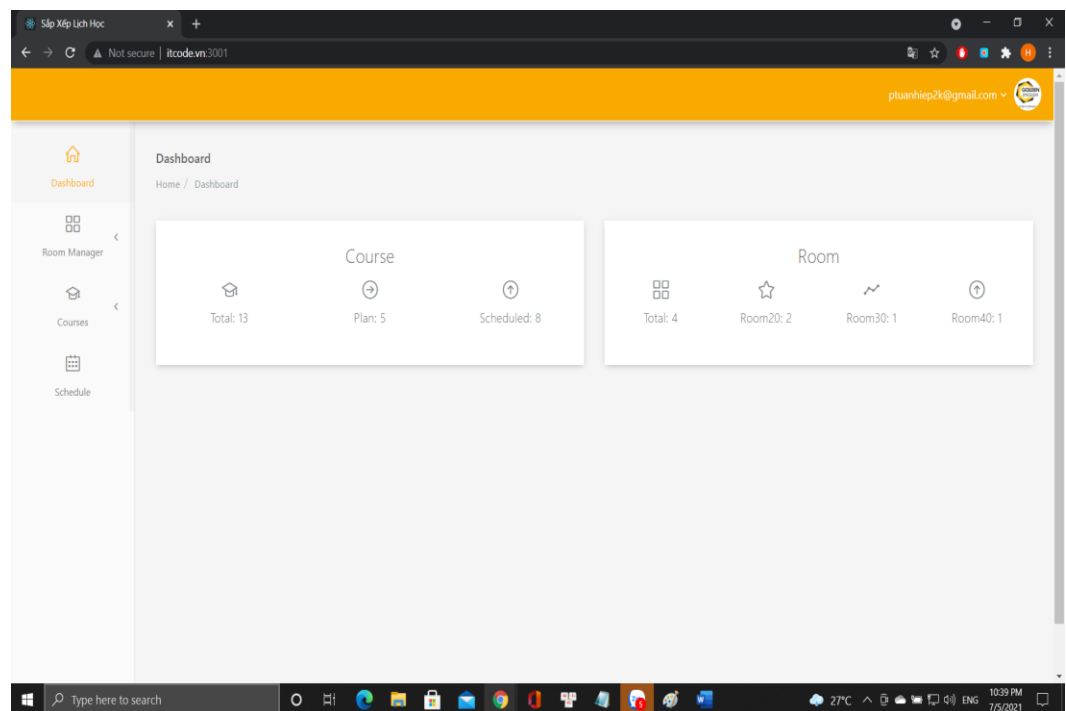 Sắp Xếp Lịch Học
Not secure | itcode.vn:3001
H
ptuanhiep2k@gmail.com
GOLDEN
Dashboard
Room Manager
Courses
Schedule
Dashboard
Home / Dashboard
Course
Total: 13 Plan: 5 Scheduled: 8
Room
Total: 4 Room20: 2 Room30: 1 Room40: 1
Type here to search
27°C ENG 10:39 PM
7/5/2021